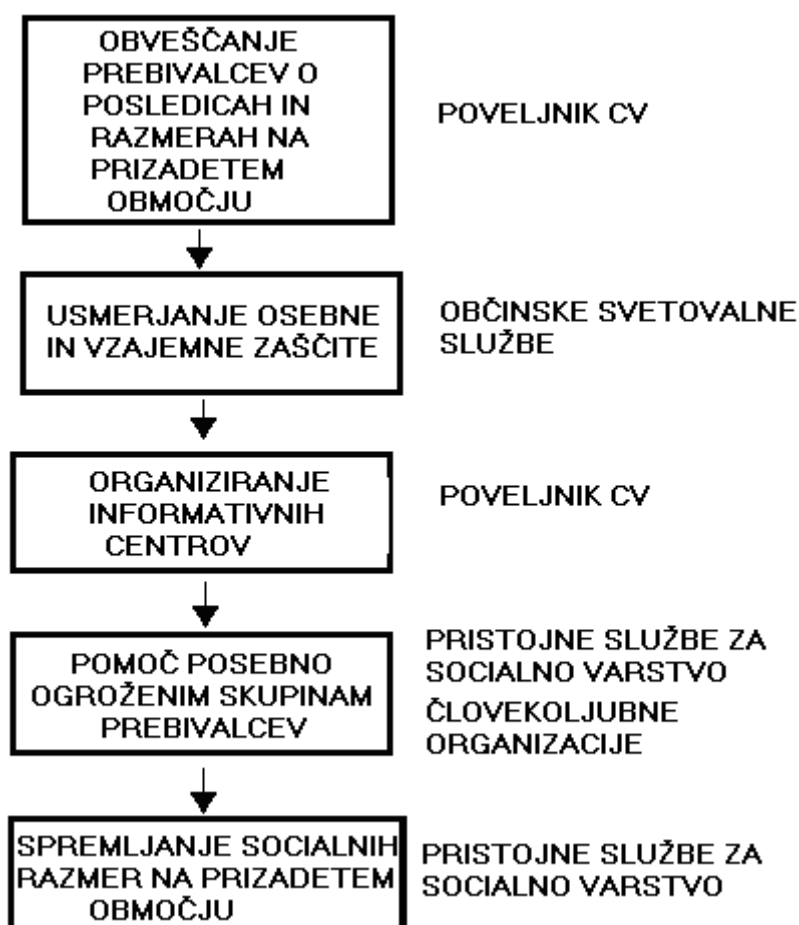 OBVEŠČANJE
PREBIVALCEV O
POSLEDICAH IN
RAZMERAH NA
PRIZADETEM
OBMOČJU
POVELJNIK CV
USMERJANJE OSEBNE
IN VZAJEMNE ZAŠČITE
OBČINSKE SVETOVALNE
SLUŽBE
ORGANIZIRANJE
INFORMATIVNIH
CENTROV
POVELJNIK CV
POMOČ POSEBNO
OGROŽENIM SKUPINAM
PREBIVALCEV
PRISTOJNE SLUŽBE ZA
SOCIALNO VARSTVO
ČLOVEKOLJUBNE
ORGANIZACIJE
SPREMLJANJE SOCIALNIH
RAZMER NA PRIZADETEM
OBMOČJU
PRISTOJNE SLUŽBE ZA
SOCIALNO VARSTVO